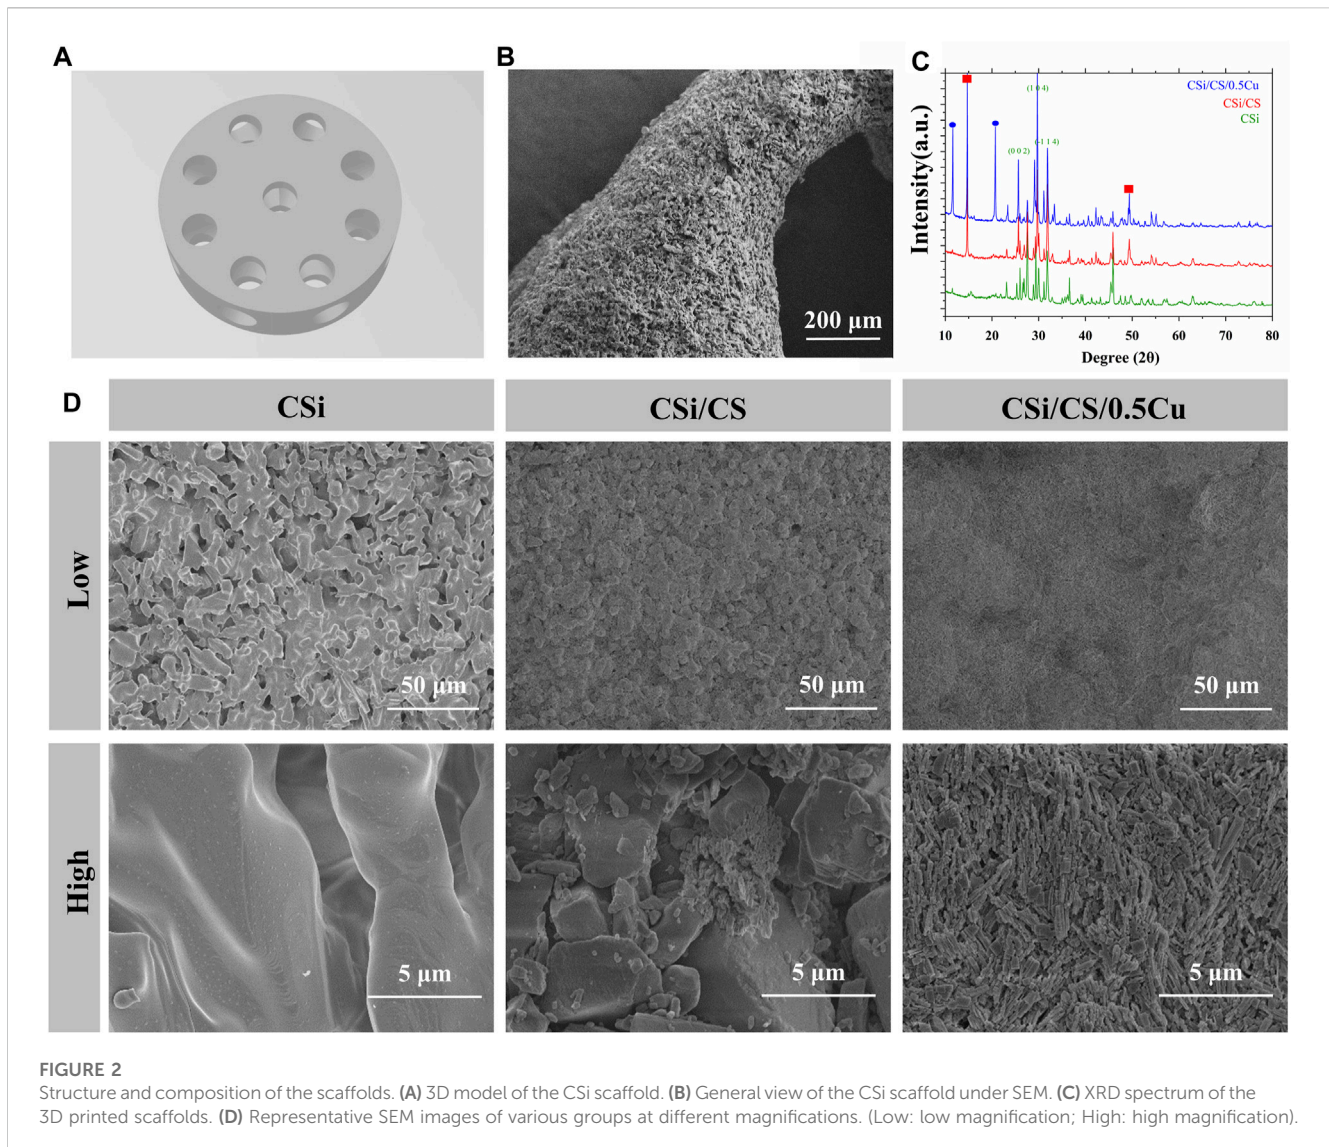 A
B
200 μm
C
CSi/CS/0.5Cu
CSi/CS
CSi
(1 0 4)
(0 0 2)
(-1 1 4)
Intensity(a.u.)
10 20 30 40 50 60 70 80
Degree (2θ)
D
CSi
CSi/CS
CSi/CS/0.5Cu
Low
50 μm
50 μm
50 μm
High
5 μm
5 μm
5 μm
FIGURE 2
Structure and composition of the scaffolds. (A) 3D model of the CSi scaffold. (B) General view of the CSi scaffold under SEM. (C) XRD spectrum of the
3D printed scaffolds. (D) Representative SEM images of various groups at different magnifications. (Low: low magnification; High: high magnification).